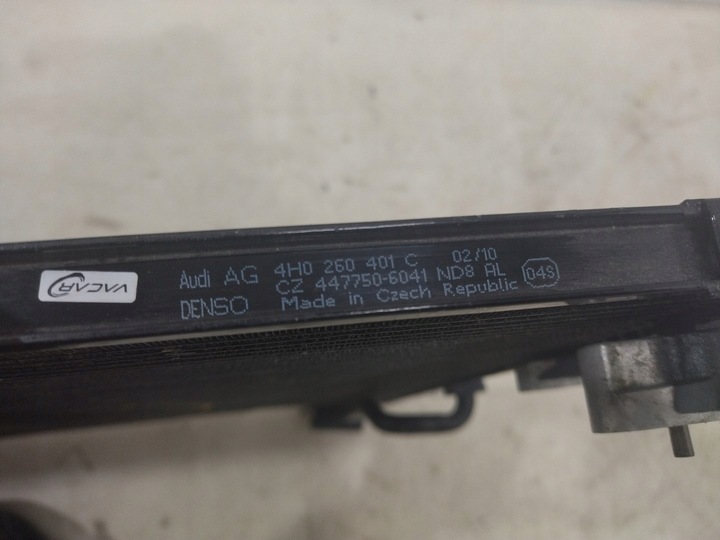 VACAR
Audi AG 4H0 260 401 C 02/10
CZ 447750-6041 ND8 AL 04S
DENSO Made in Czech Republic